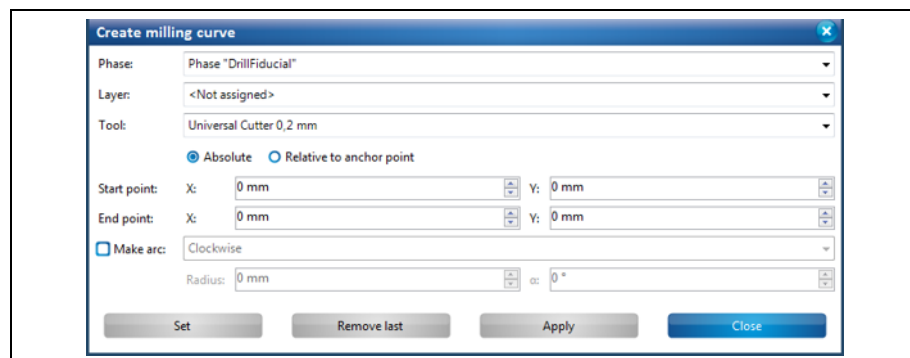 Create milling curve
Phase: Phase "DrillFiducial"
Layer: <Not assigned>
Tool: Universal Cutter 0,2 mm
Absolute Relative to anchor point
Start point: X: 0 mm Y: 0 mm
End point: X: 0 mm Y: 0 mm
Make arc: Clockwise
Radius: 0 mm α: 0 °
Set Remove last Apply Close